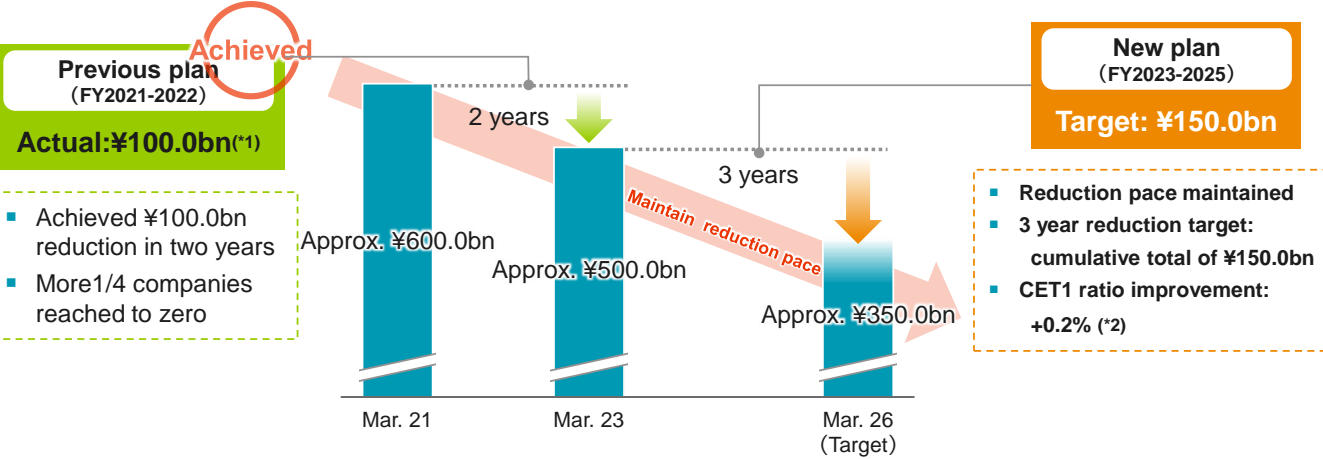 Achieved
Previous plan
（FY2021-2022）
Actual:¥100.0bn(*1)
▪ Achieved ¥100.0bn
reduction in two years
▪ More1/4 companies
reached to zero
2 years
3 years
Maintain reduction pace
Approx. ¥600.0bn
Approx. ¥500.0bn
Approx. ¥350.0bn
Mar. 21
Mar. 23
Mar. 26
（Target）
New plan
（FY2023-2025）
Target: ¥150.0bn
▪ Reduction pace maintained
▪ 3 year reduction target:
cumulative total of ¥150.0bn
▪ CET1 ratio improvement:
+0.2% (*2)